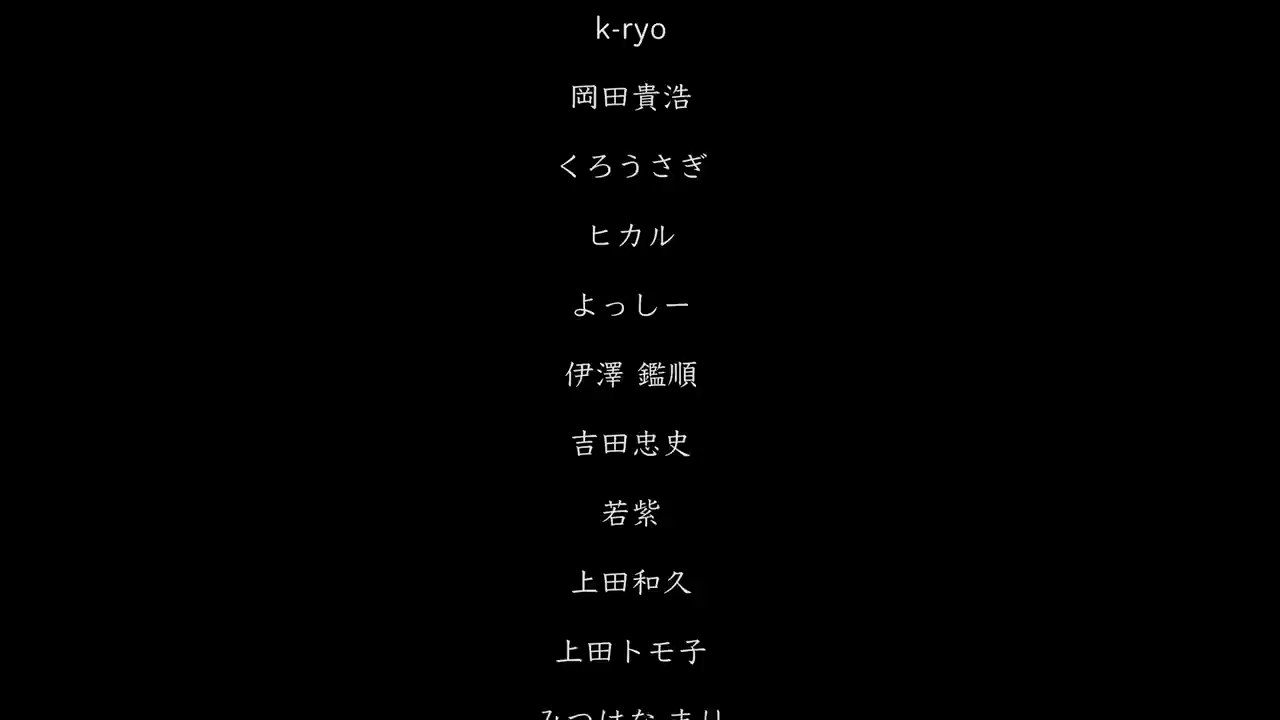 k-ryo
岡田貴浩
くろうさぎ
ヒカル
よっしー
伊澤 鑑順
吉田忠史
若紫
上田和久
上田トモ子